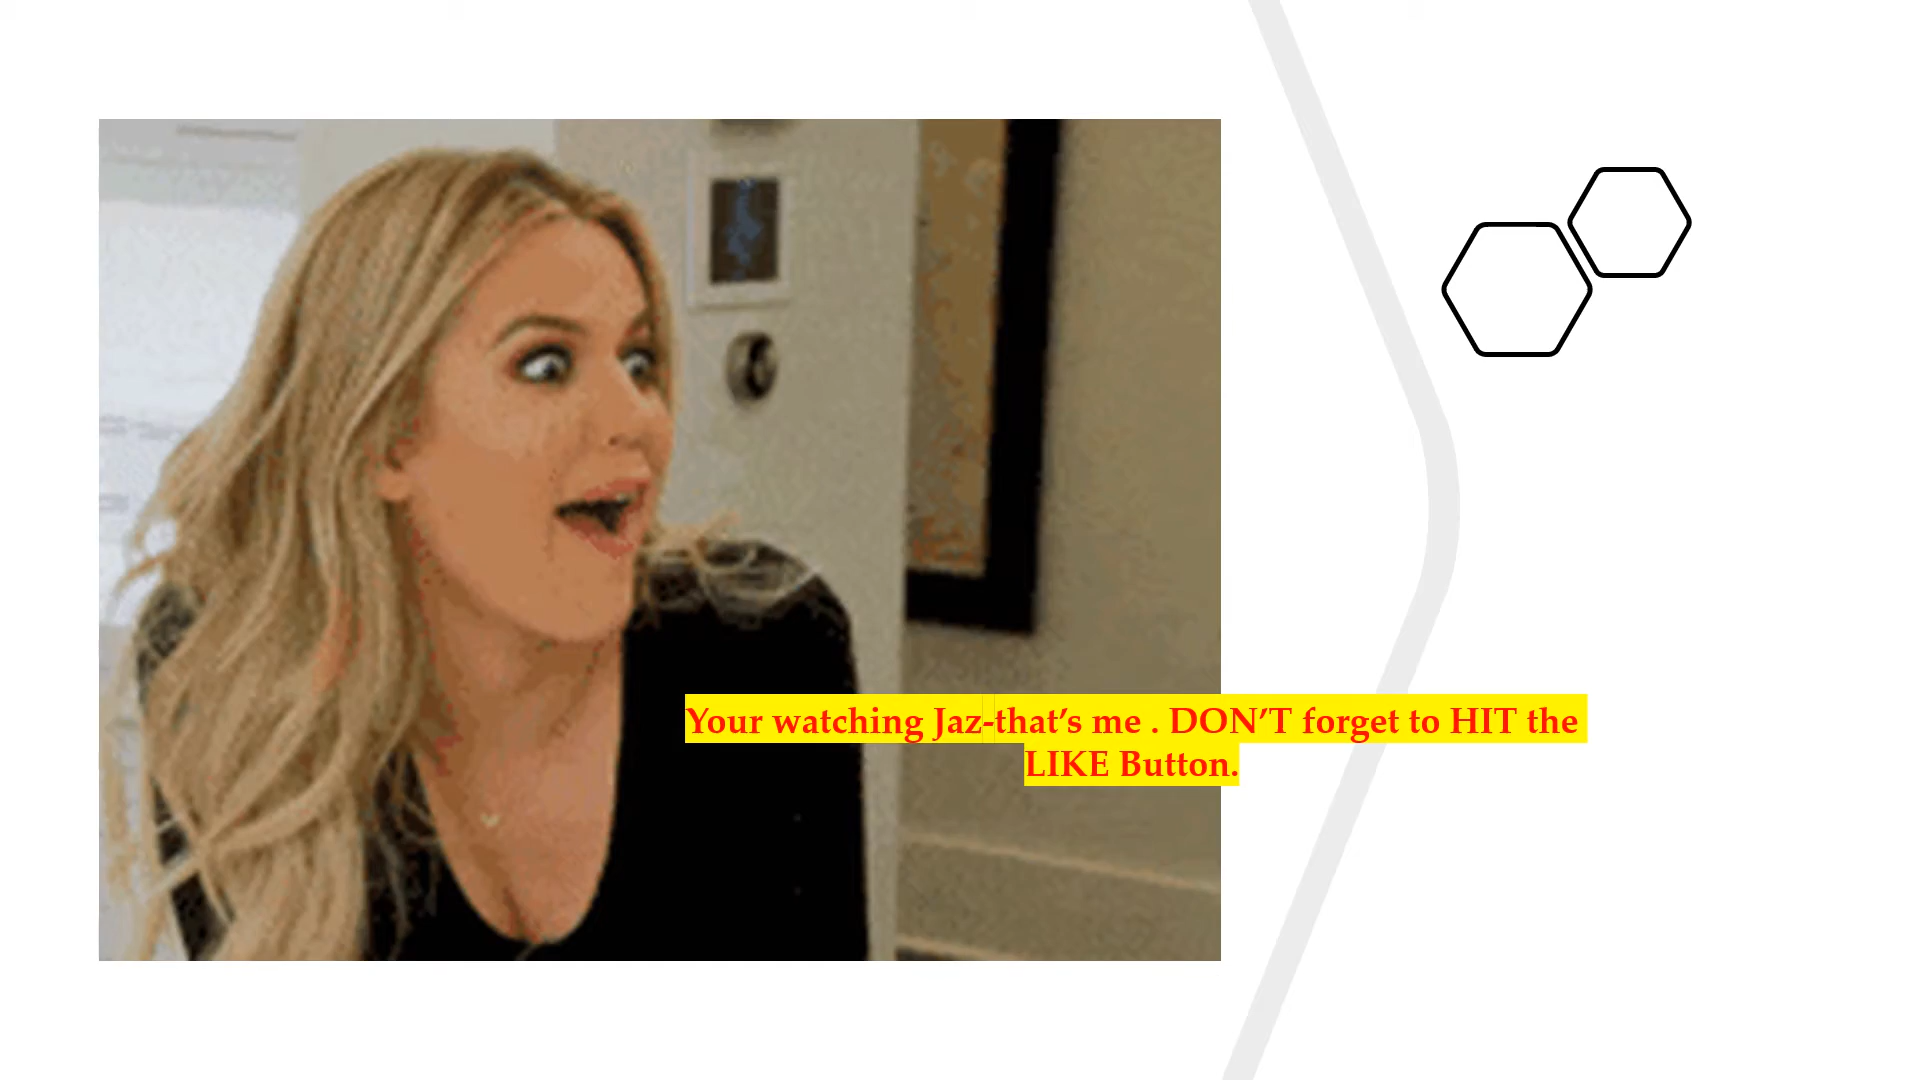 Your watching Jaz-that’s me . DON’T forget to HIT the
LIKE Button.